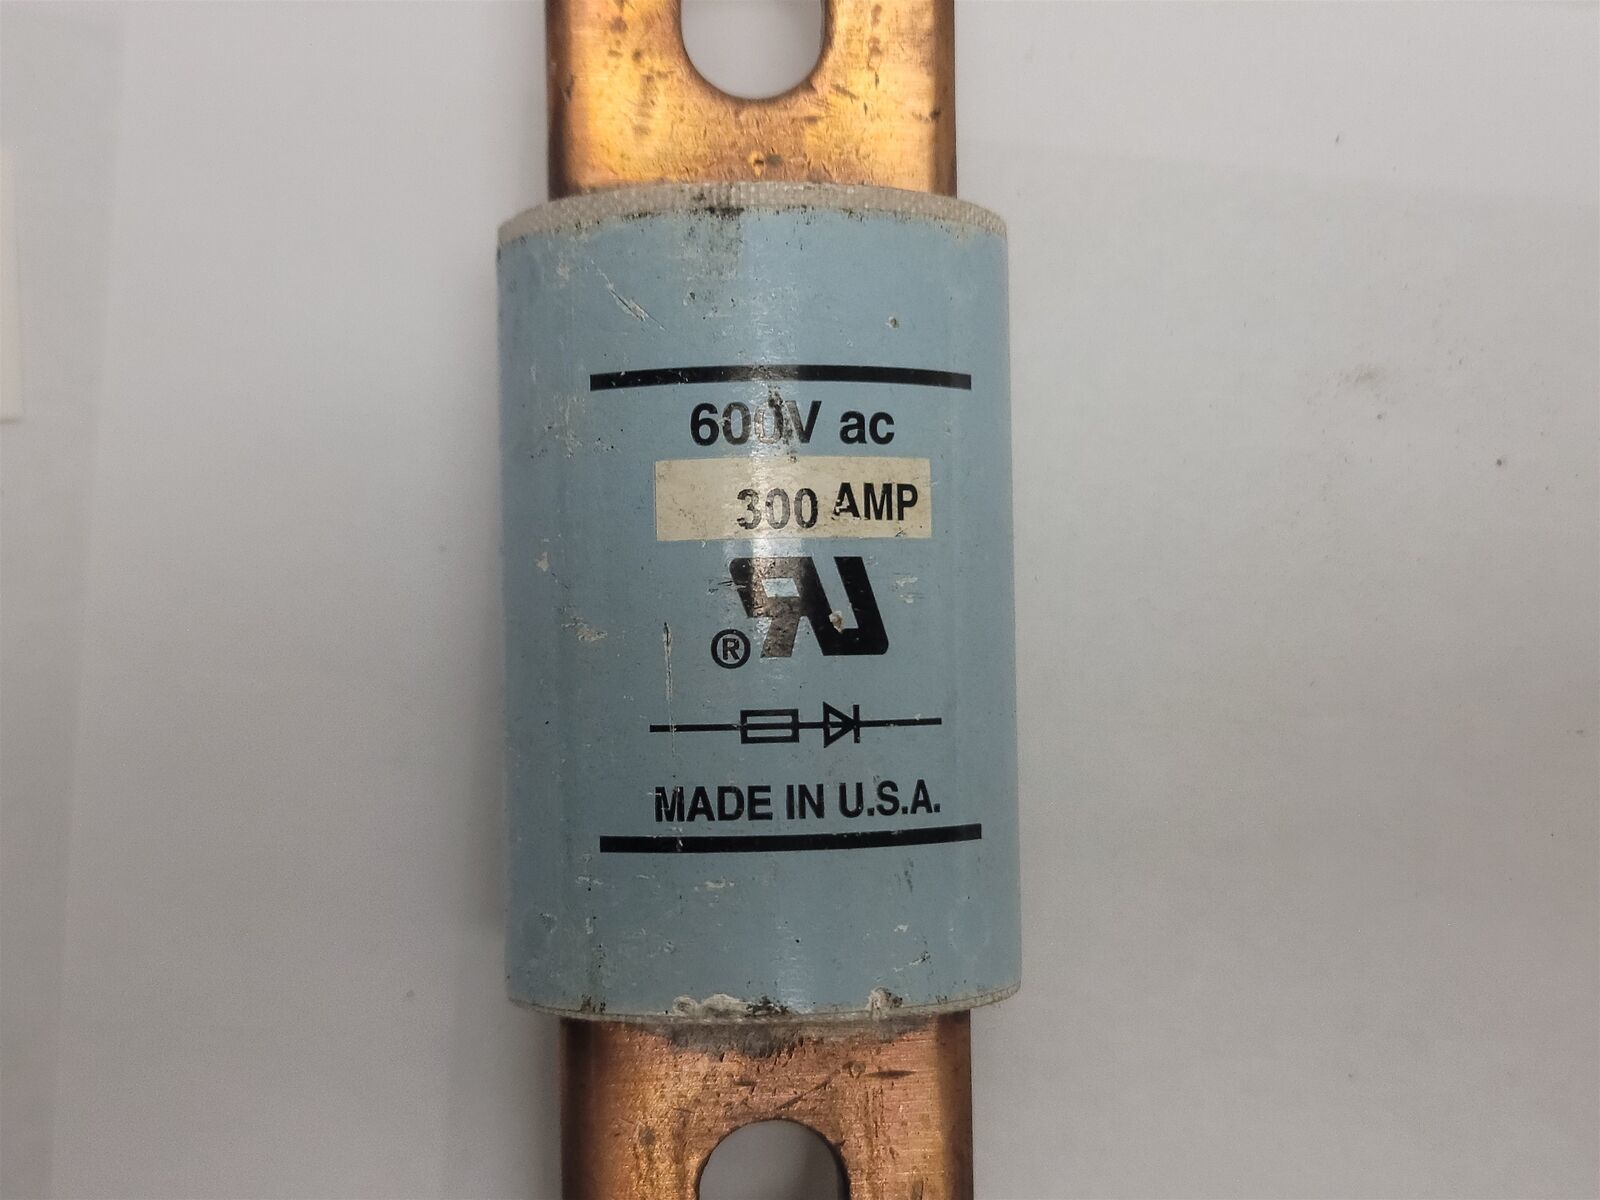 600V ac
300 AMP
®
MADE IN U.S.A.